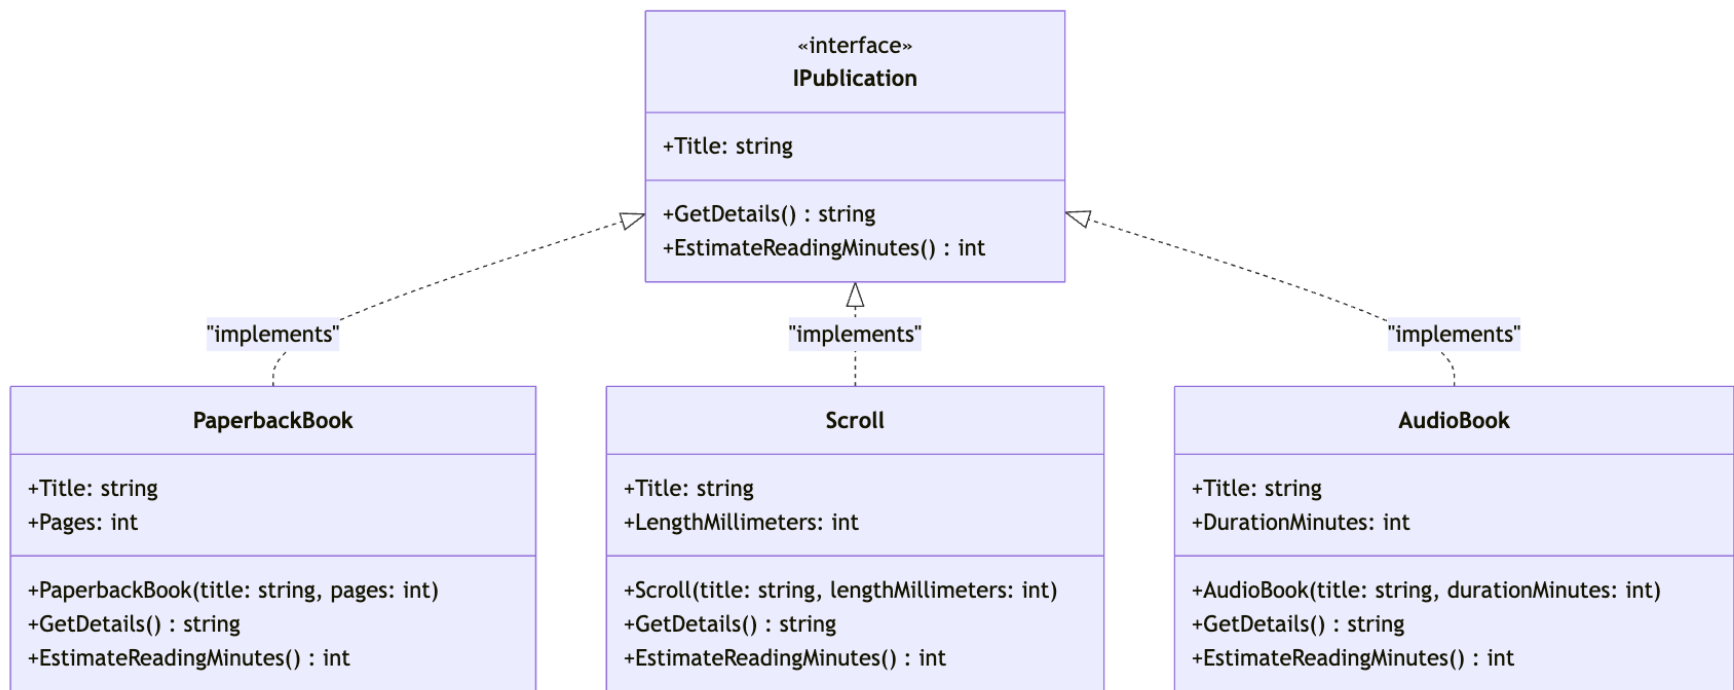 «interface»
IPublication
+Title: string
+GetDetails() : string
+EstimateReadingMinutes() : int
"implements"
"implements"
"implements"
PaperbackBook
+Title: string
+Pages: int
+PaperbackBook(title: string, pages: int)
+GetDetails() : string
+EstimateReadingMinutes() : int
Scroll
+Title: string
+LengthMillimeters: int
+Scroll(title: string, lengthMillimeters: int)
+GetDetails() : string
+EstimateReadingMinutes() : int
AudioBook
+Title: string
+DurationMinutes: int
+AudioBook(title: string, durationMinutes: int)
+GetDetails() : string
+EstimateReadingMinutes() : int